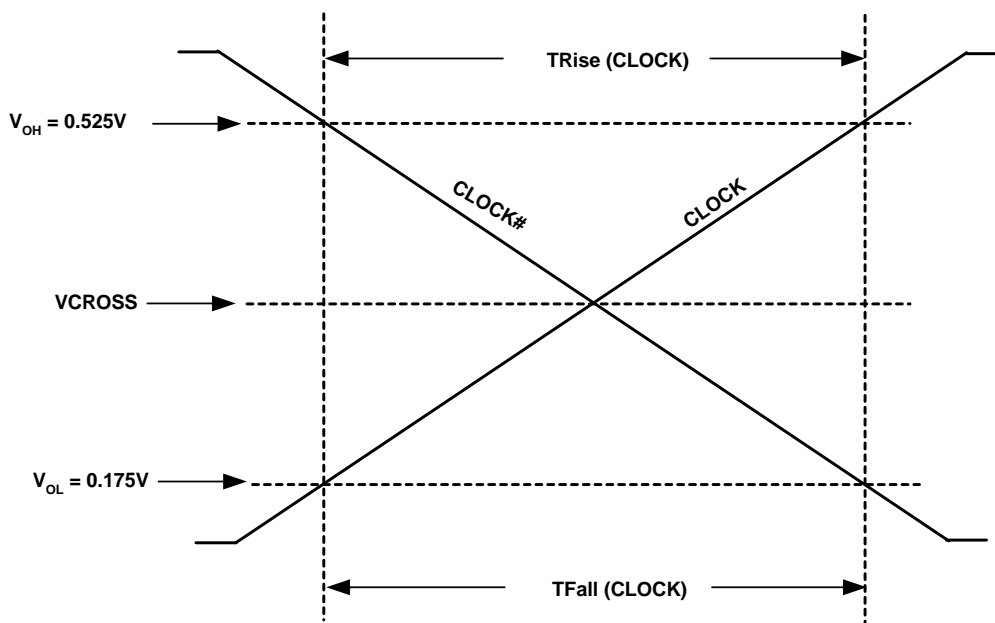 TRise (CLOCK)
VOH = 0.525V
CLOCK#
CLOCK
VCROSS
VOL = 0.175V
TFall (CLOCK)